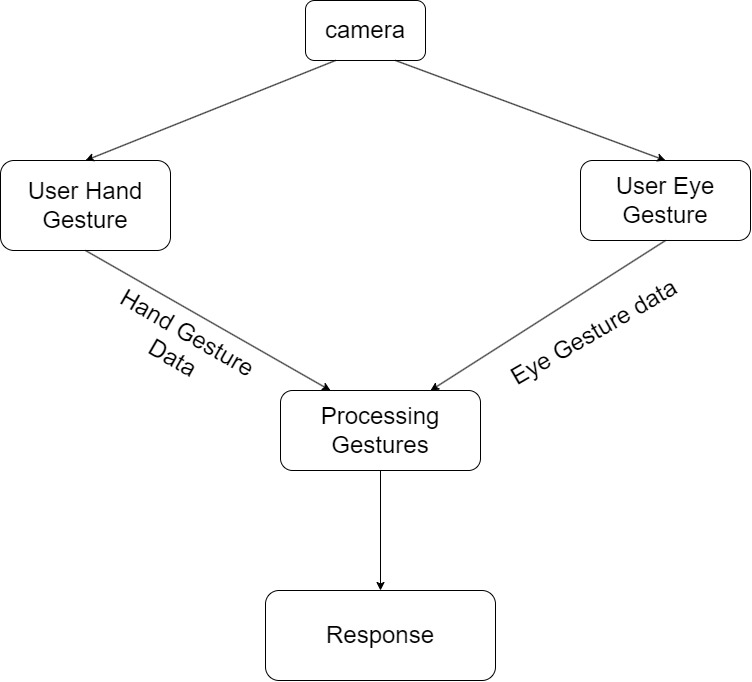 camera
User Hand
Gesture
User Eye
Gesture
Hand Gesture
Data
Eye Gesture data
Processing
Gestures
Response